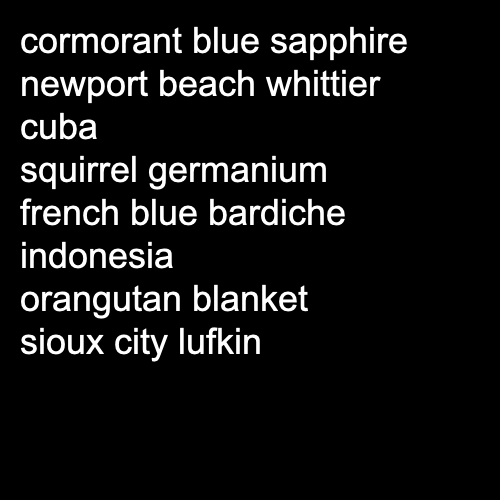 cormorant blue sapphire
newport beach whittier
cuba
squirrel germanium
french blue bardiche
indonesia
orangutan blanket
sioux city lufkin